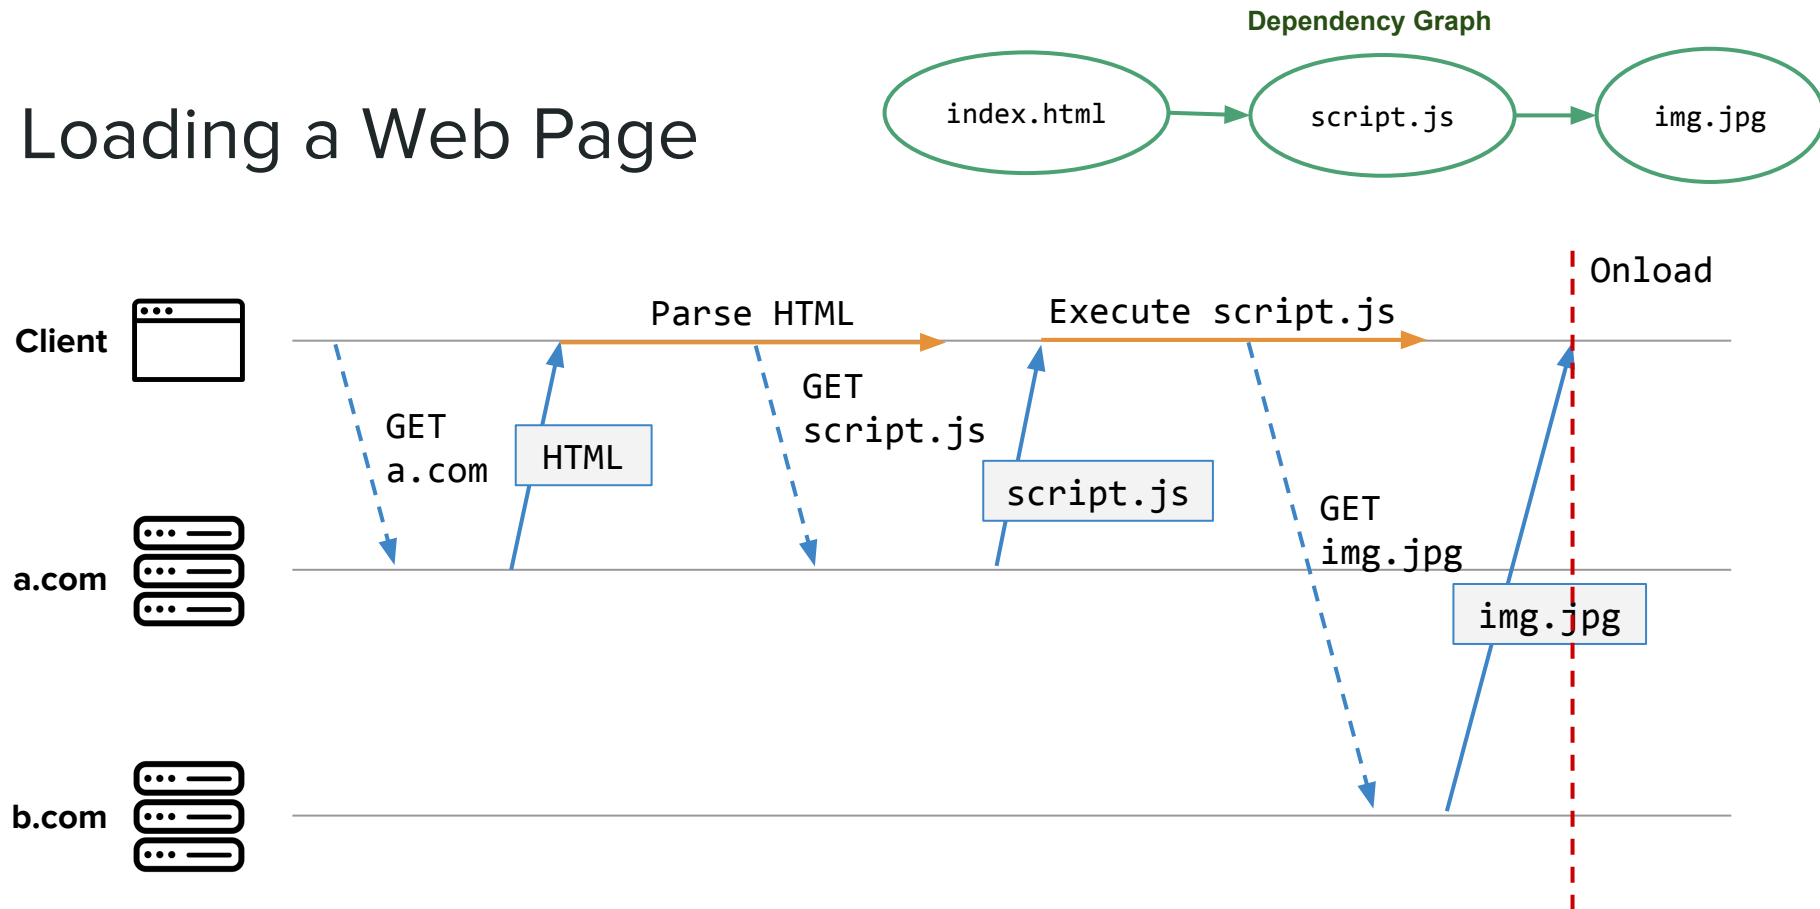 Dependency Graph
index.html
script.js
img.jpg
Loading a Web Page
Onload
Parse HTML
Execute script.js
Client
GET
script.js
GET
a.com
HTML
script.js
GET
img.jpg
a.com
img.jpg
b.com